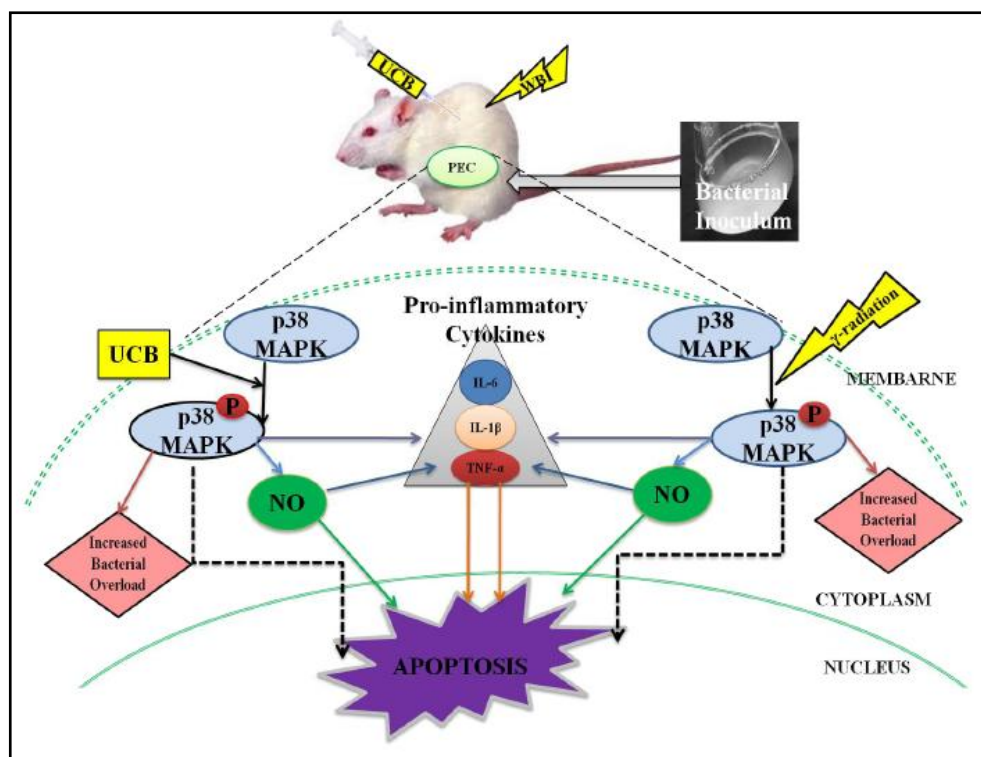 UCB
WBI
PEC
Bacterial
Inoculum
Pro-inflammatory
Cytokines
p38
MAPK
p38
MAPK
γ-radiation
UCB
MEMBARNE
IL-6
p38
MAPK
P
IL-1β
p38
MAPK
P
TNF-α
NO
NO
Increased
Bacterial
Overload
Increased
Bacterial
Overload
CYTOPLASM
APOPTOSIS
NUCLEUS